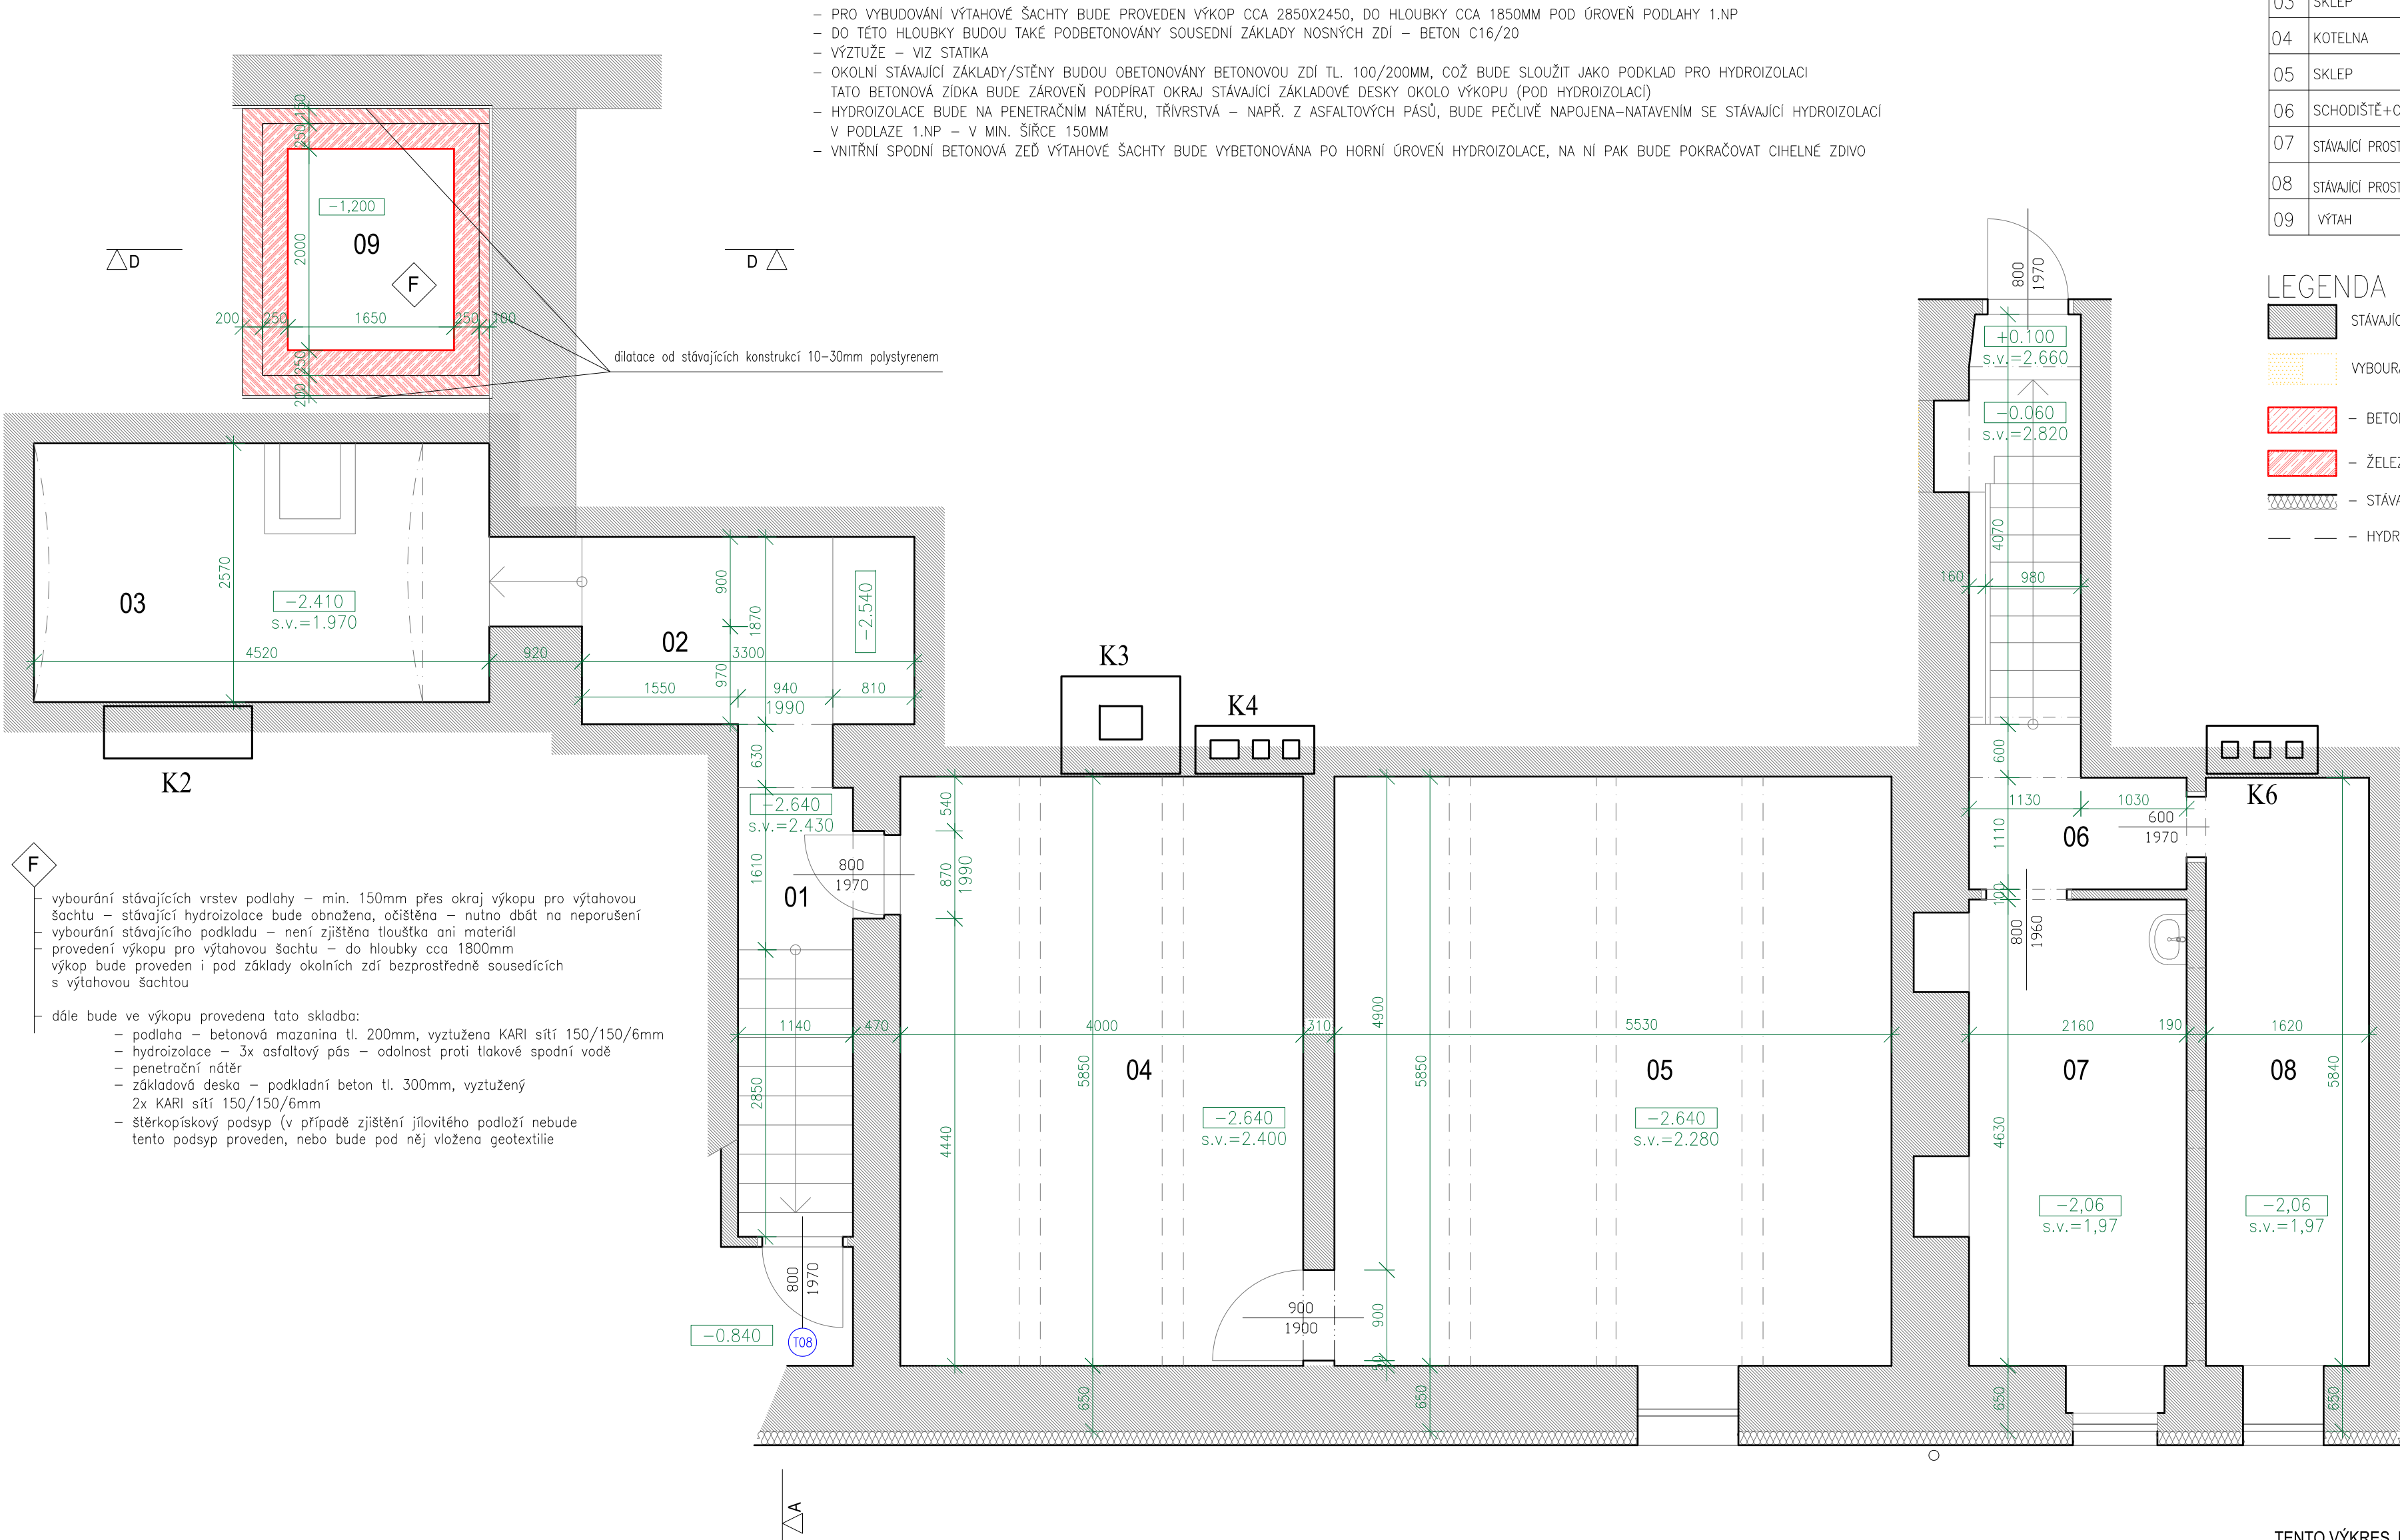 – PRO VYBUDOVÁNÍ VÝTAHOVÉ ŠACHTY BUDE PROVEDEN VÝKOP CCA 2850X2450, DO HLOUBKY CCA 1850MM POD ÚROVEŇ PODLAHY 1.NP
– DO TÉTO HLOUBKY BUDOU TAKÉ PODBETONOVÁNY SOUSEDNÍ ZÁKLADY NOSNÝCH ZDÍ – BETON C16/20
– VÝZTUŽE – VIZ STATIKA
– OKOLNÍ STÁVAJÍCÍ ZÁKLADY/STĚNY BUDOU OBETONOVÁNY BETONOVOU ZDÍ TL. 100/200MM, COŽ BUDE SLOUŽIT JAKO PODKLAD PRO HYDROIZOLACI
TATO BETONOVÁ ZÍDKA BUDE ZÁROVEŇ PODPÍRAT OKRAJ STÁVAJÍCÍ ZÁKLADOVÉ DESKY OKOLO VÝKOPU (POD HYDROIZOLACÍ)
– HYDROIZOLACE BUDE NA PENETRAČNÍM NÁTĚRU, TŘÍVRSTVÁ – NAPŘ. Z ASFALTOVÝCH PÁSŮ, BUDE PEČLIVĚ NAPOJENA–NATAVENÍM SE STÁVAJÍCÍ HYDROIZOLACÍ
V PODLAZE 1.NP – V MIN. ŠÍŘCE 150MM
– VNITŘNÍ SPODNÍ BETONOVÁ ZEĎ VÝTAHOVÉ ŠACHTY BUDE VYBETONOVÁNA PO HORNÍ ÚROVEŇ HYDROIZOLACE, NA NÍ PAK BUDE POKRAČOVAT CIHELNÉ ZDIVO
03 SKLEP
04 KOTELNA
05 SKLEP
06 SCHODIŠTĚ+
07 STÁVAJÍCÍ
08 STÁVAJÍCÍ
09 VÝTAH
LEGENDA
– STÁVA
– HYDR
150
250
–1,200
09
2000
F
200
250
1650
250
100
250
200
D
D
dilatace od stávajících konstrukcí 10–30mm polystyrenem
03
2570
–2.410
s.v.=1.970
4520
920
K2
02
900
1870
970
3300
–2.540
1550
940
810
1990
630
–2.640
s.v.=2.430
1610
01
800
1970
540
870
1990
K3
K4
1140
470
4000
310
5530
2850
4440
5850
04
–2.640
s.v.=2.400
4900
5850
05
–2.640
s.v.=2.280
900
1900
900
50
650
650
800
1970
–0.840
T08
A
800
1970
+0.100
s.v.=2.660
–0.060
s.v.=2.820
4070
160
980
600
1130
1030
1110
06
600
1970
K6
100
800
1960
2160
190
1620
07
08
4630
5840
–2,06
s.v.=1,97
–2,06
s.v.=1,97
650
650
F
– vybourání stávajících vrstev podlahy – min. 150mm přes okraj výkopu pro výtahovou
šachtu – stávající hydroizolace bude obnažena, očištěna – nutno dbát na neporušení
– vybourání stávajícího podkladu – není zjištěna tloušťka ani materiál
– provedení výkopu pro výtahovou šachtu – do hloubky cca 1800mm
výkop bude proveden i pod základy okolních zdí bezprostředně sousedících
s výtahovou šachtou
– dále bude ve výkopu provedena tato skladba:
– podlaha – betonová mazanina tl. 200mm, vyztužena KARI sítí 150/150/6mm
– hydroizolace – 3x asfaltový pás – odolnost proti tlakové spodní vodě
– penetrační nátěr
– základová deska – podkladní beton tl. 300mm, vyztužený
2x KARI sítí 150/150/6mm
– štěrkopískový podsyp (v případě zjištění jílovitého podloží nebude
tento podsyp proveden, nebo bude pod něj vložena geotextilie
TENTO VÝKRES